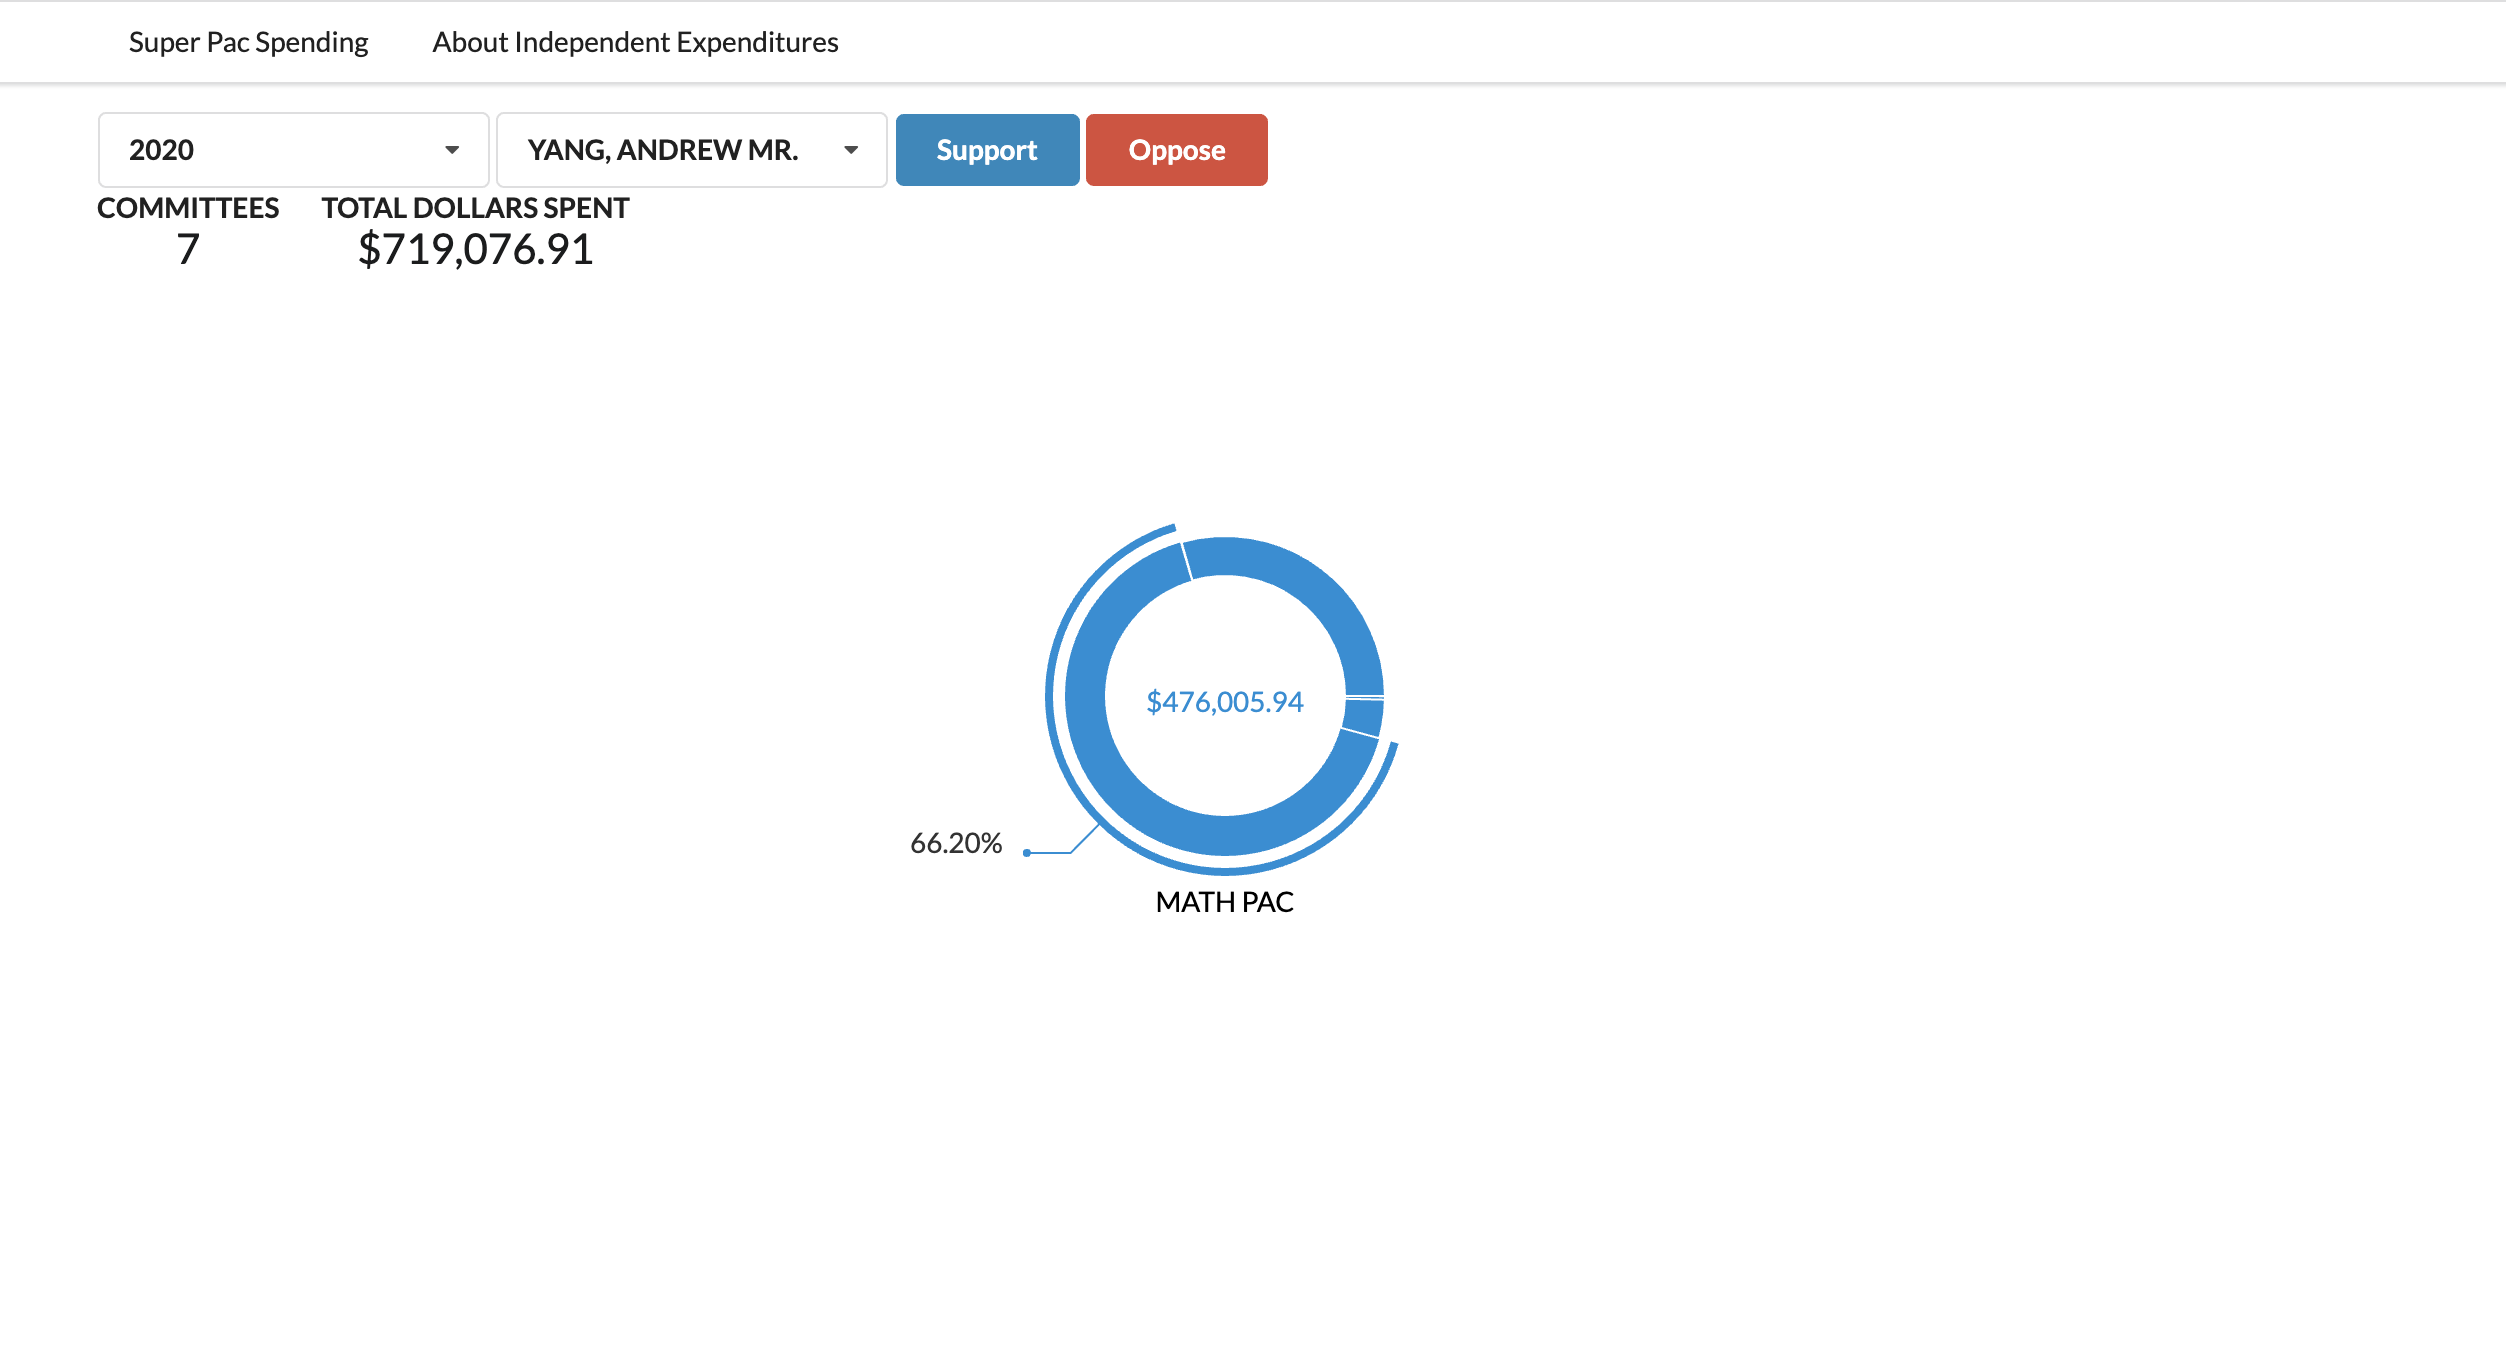 Super Pac Spending About Independent Expenditures
2020 YANG, ANDREW MR. Support Oppose
COMMITTEES TOTAL DOLLARS SPENT
7 $719,076.91
$476,005.94
66.20%
MATH PAC